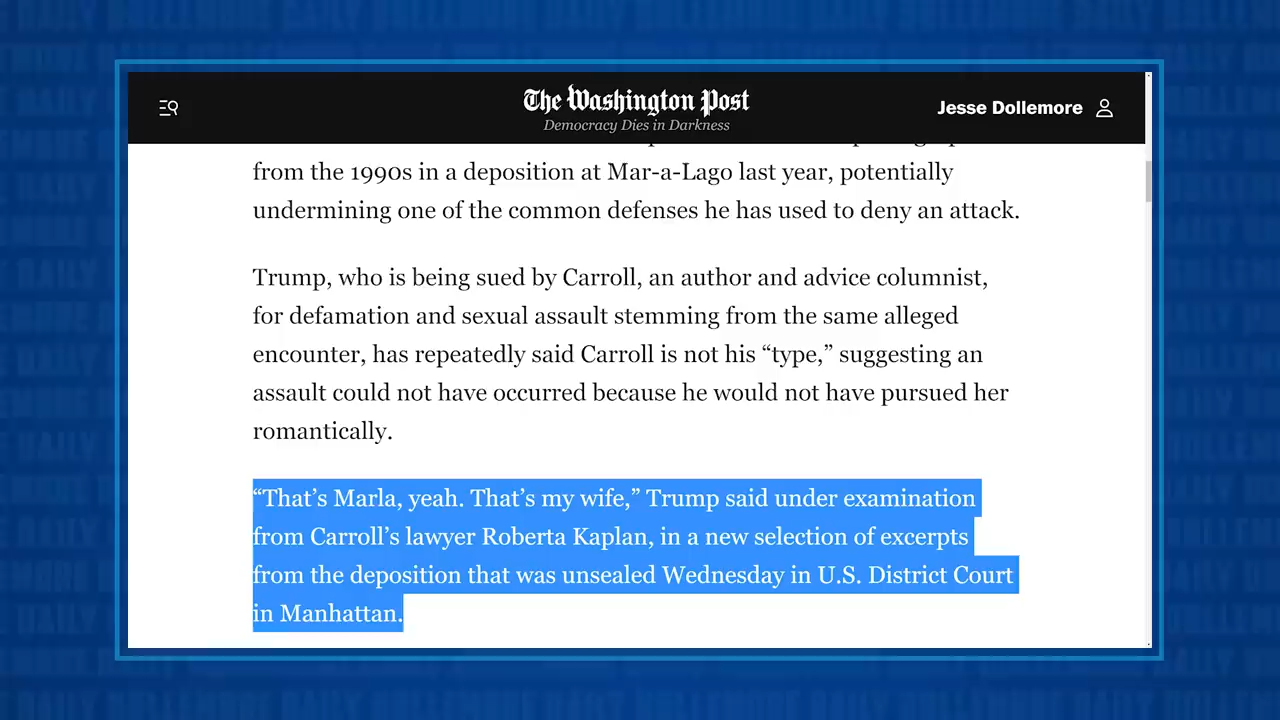 The Washington Post
Democracy Dies in Darkness
Jesse Dollemore
from the 1990s in a deposition at Mar-a-Lago last year, potentially
undermining one of the common defenses he has used to deny an attack.
Trump, who is being sued by Carroll, an author and advice columnist,
for defamation and sexual assault stemming from the same alleged
encounter, has repeatedly said Carroll is not his “type,” suggesting an
assault could not have occurred because he would not have pursued her
romantically.
“That’s Marla, yeah. That’s my wife,” Trump said under examination
from Carroll’s lawyer Roberta Kaplan, in a new selection of excerpts
from the deposition that was unsealed Wednesday in U.S. District Court
in Manhattan.